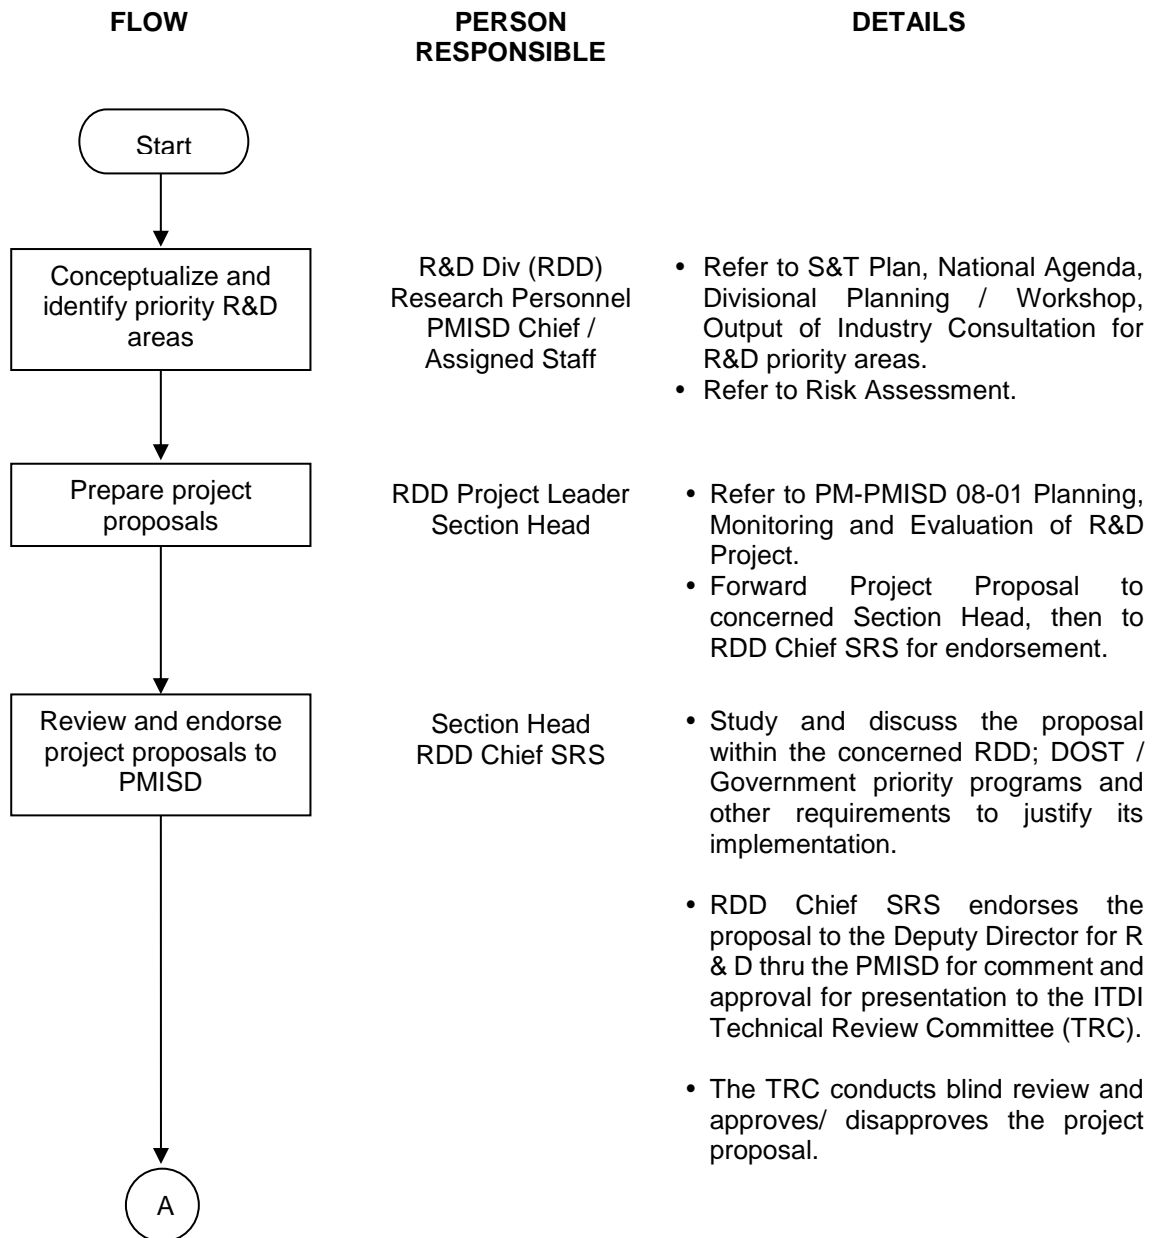 FLOW
PERSON
RESPONSIBLE
DETAILS
Start
Conceptualize and
identify priority R&D
areas
R&D Div (RDD)
Research Personnel
PMISD Chief /
Assigned Staff
• Refer to S&T Plan, National Agenda,
Divisional Planning / Workshop,
Output of Industry Consultation for
R&D priority areas.
• Refer to Risk Assessment.
Prepare project
proposals
RDD Project Leader
Section Head
• Refer to PM-PMISD 08-01 Planning,
Monitoring and Evaluation of R&D
Project.
• Forward Project Proposal to
concerned Section Head, then to
RDD Chief SRS for endorsement.
Review and endorse
project proposals to
PMISD
Section Head
RDD Chief SRS
• Study and discuss the proposal
within the concerned RDD; DOST /
Government priority programs and
other requirements to justify its
implementation.
• RDD Chief SRS endorses the
proposal to the Deputy Director for R
& D thru the PMISD for comment and
approval for presentation to the ITDI
Technical Review Committee (TRC).
• The TRC conducts blind review and
approves/ disapproves the project
proposal.
A